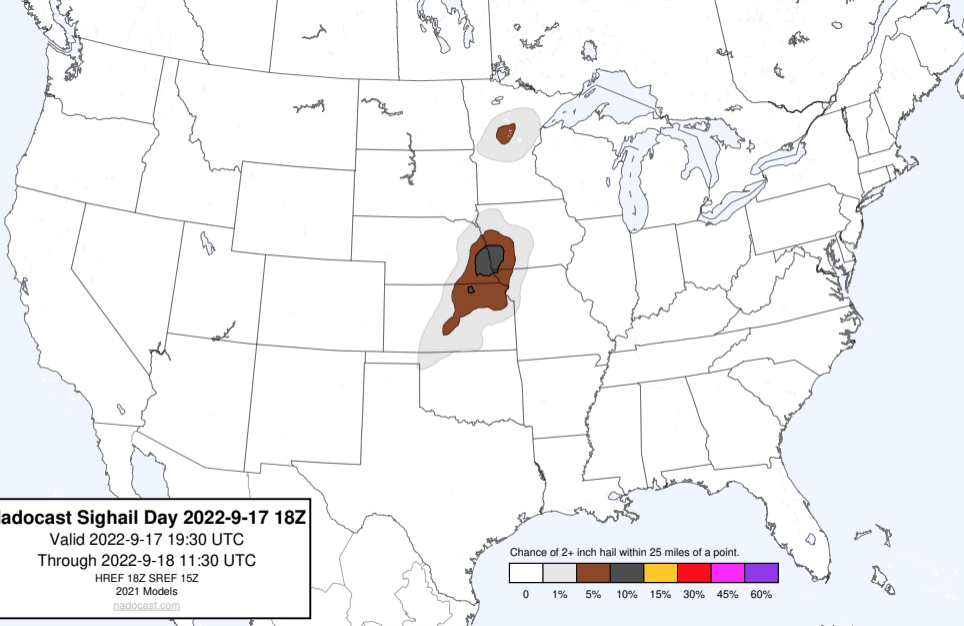 adocast Sighail Day 2022-9-17 18Z
Valid 2022-9-17 19:30 UTC
Through 2022-9-18 11:30 UTC
HREF 18Z SREF 15Z
2021 Models
nadocast.com
Chance of 2+ inch hail within 25 miles of a point.
0 1% 5% 10% 15% 30% 45% 60%